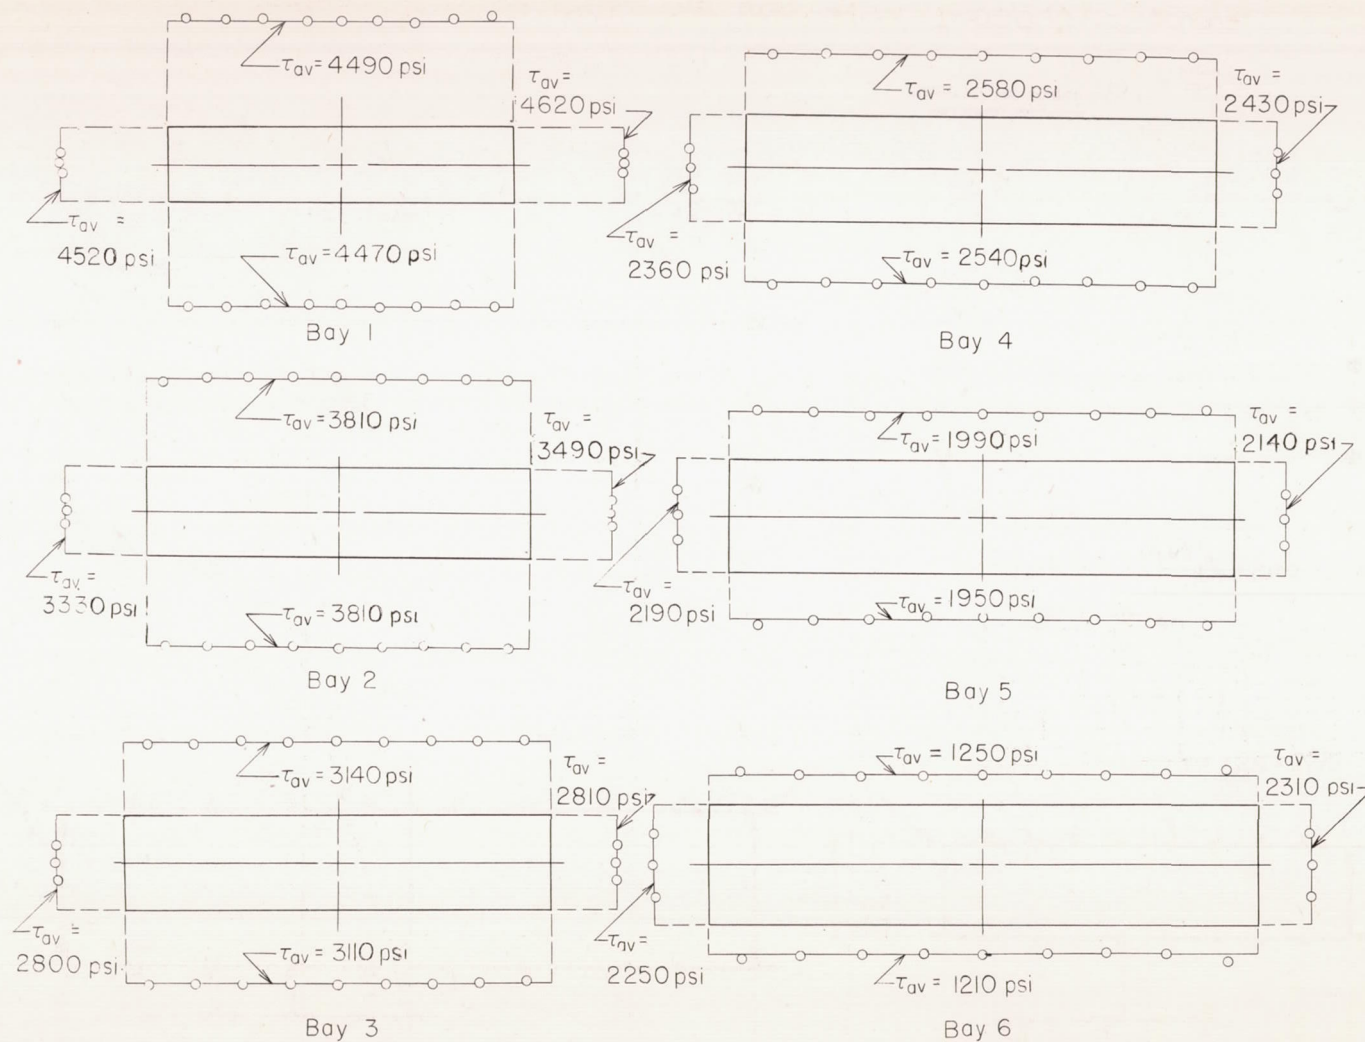 τav = 4490 psi
τav =
4620 psi
τav =
4520 psi
τav = 4470 psi
Bay 1
τav = 3810 psi
τav =
3490 psi
τav =
3330 psi
τav = 3810 psi
Bay 2
τav = 3140 psi
τav =
2810 psi
τav =
2800 psi
τav = 3110 psi
Bay 3
τav = 2580 psi
τav =
2430 psi
τav =
2360 psi
τav = 2540 psi
Bay 4
τav = 1990 psi
τav =
2140 psi
τav =
2190 psi
τav = 1950 psi
Bay 5
τav = 1250 psi
τav =
2310 psi
τav =
2250 psi
τav = 1210 psi
Bay 6